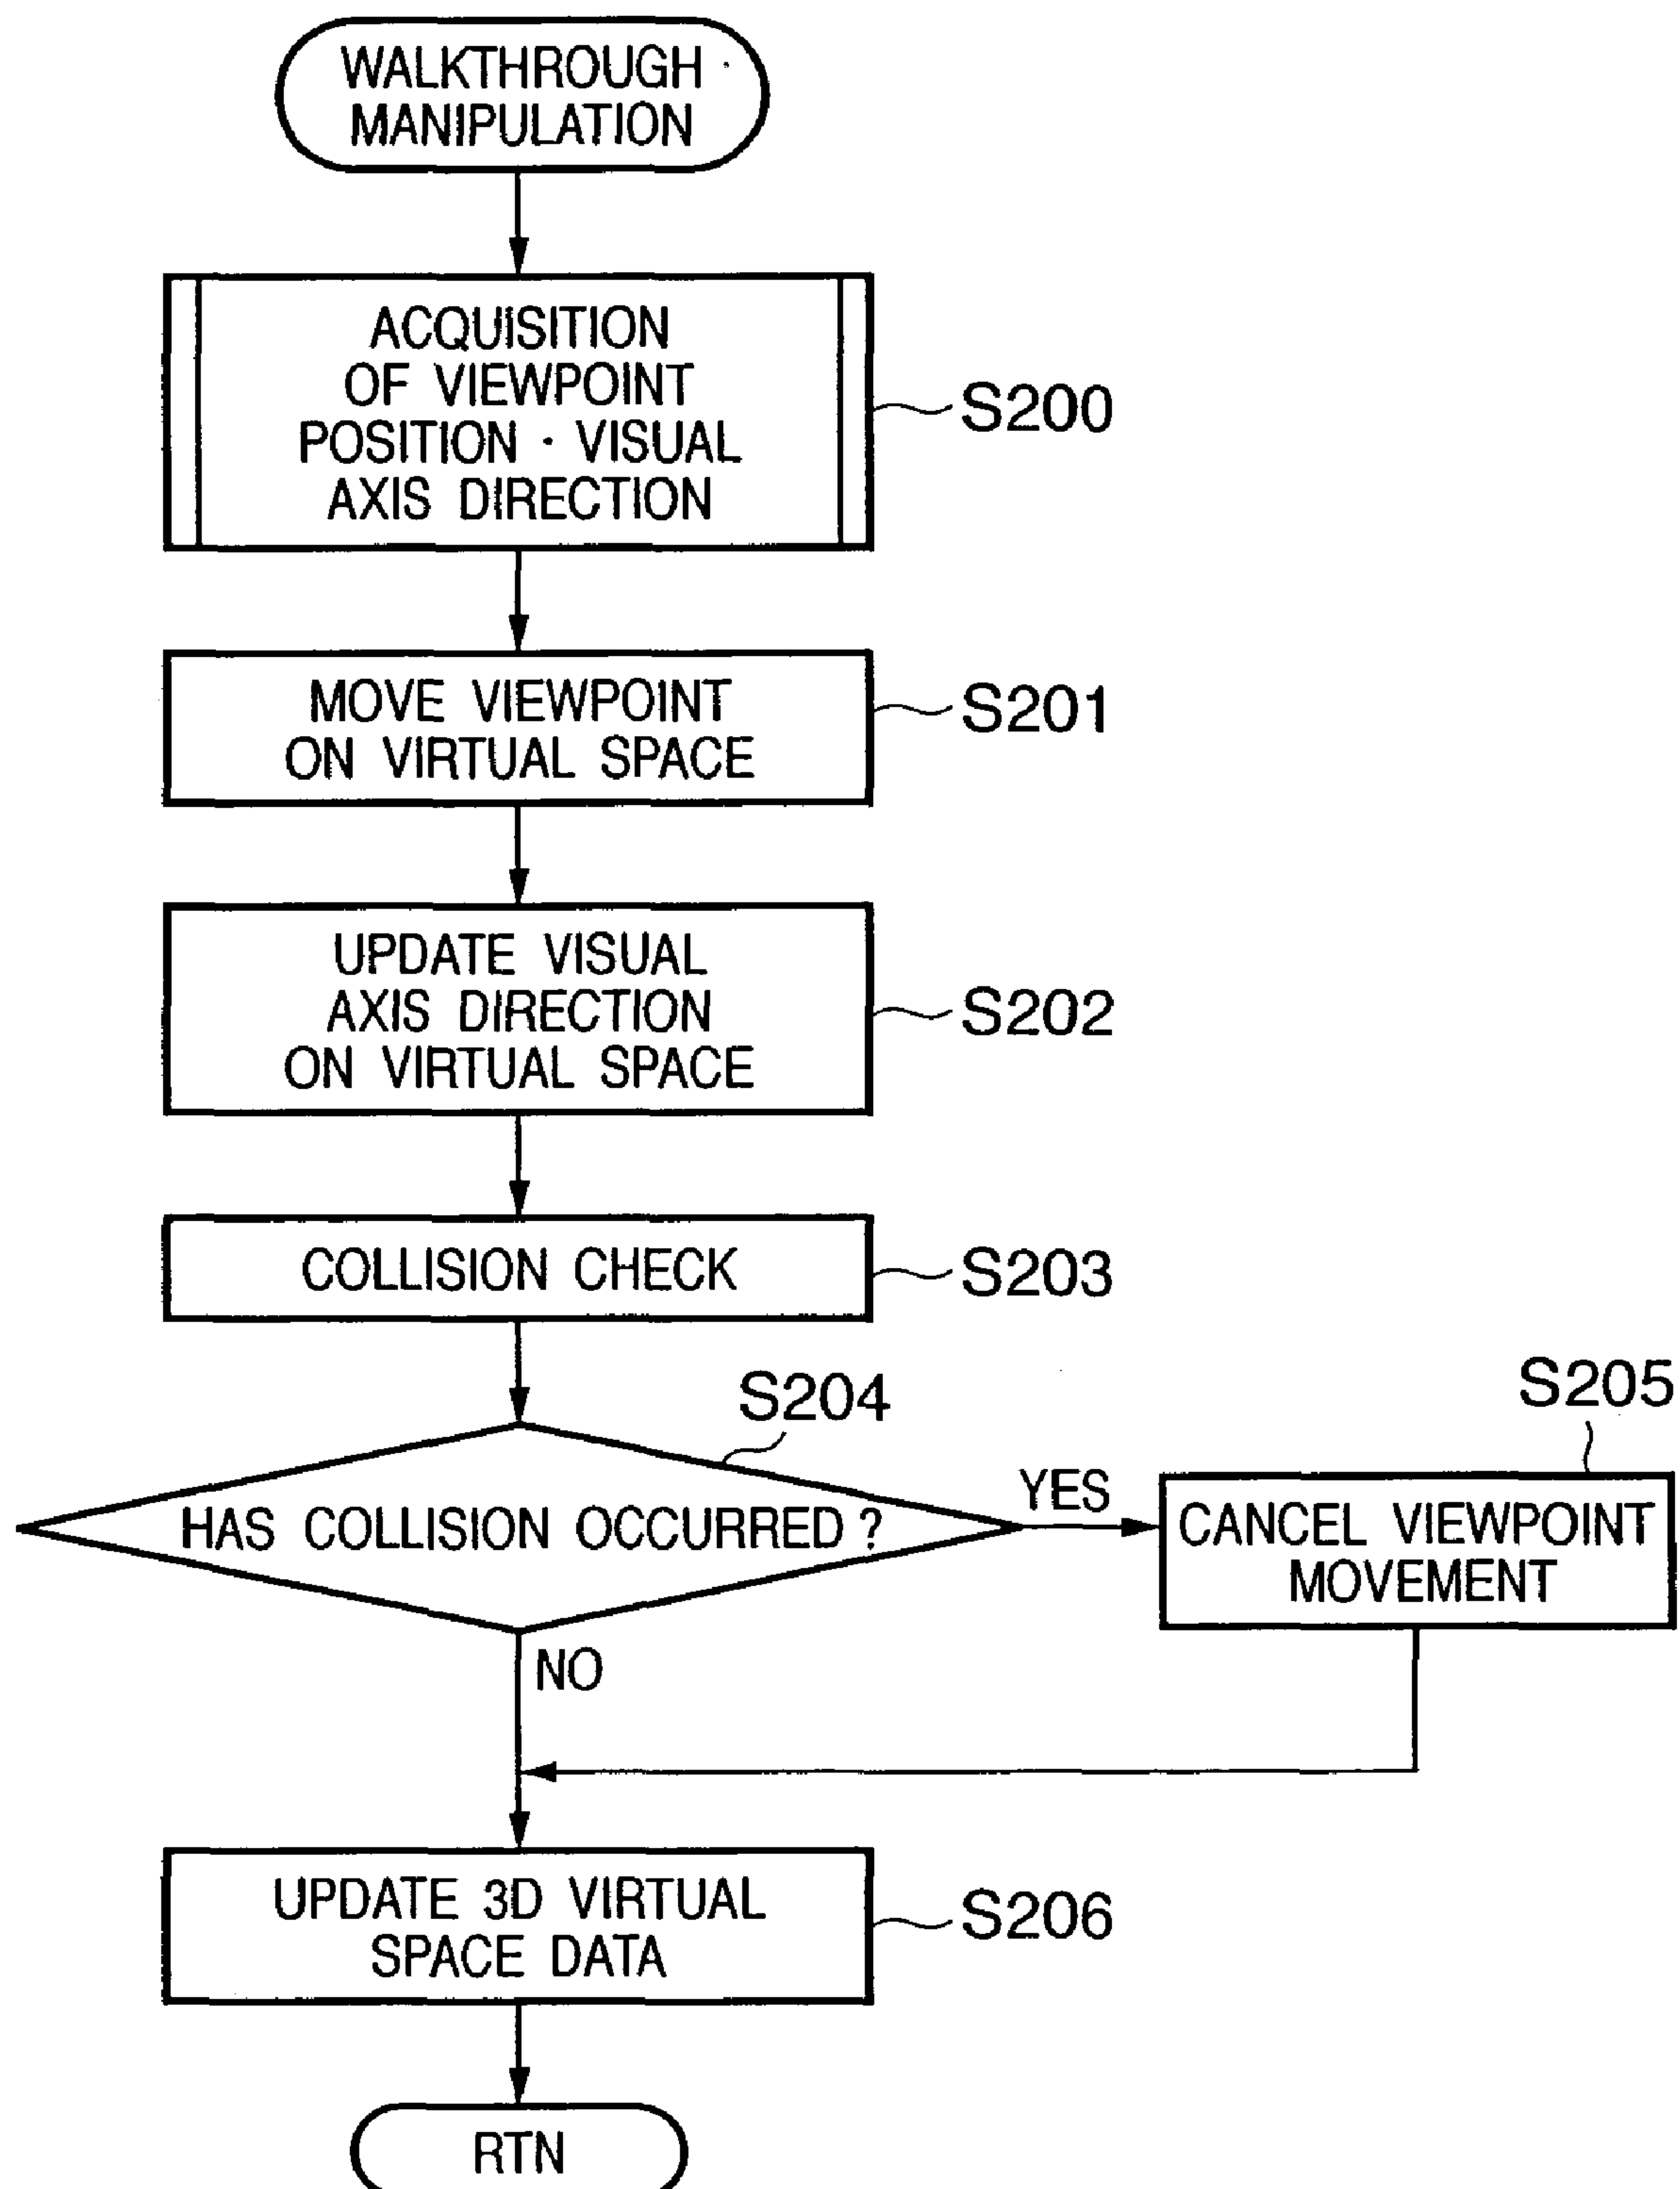 WALKTHROUGH
MANIPULATION
ACQUISITION
OF VIEWPOINT
POSITION · VISUAL
AXIS DIRECTION
S200
MOVE VIEWPOINT
ON VIRTUAL SPACE
S201
UPDATE VISUAL
AXIS DIRECTION
ON VIRTUAL SPACE
S202
COLLISION CHECK
S203
S204
HAS COLLISION OCCURRED ?
YES
S205
CANCEL VIEWPOINT
MOVEMENT
NO
UPDATE 3D VIRTUAL
SPACE DATA
S206
RTN